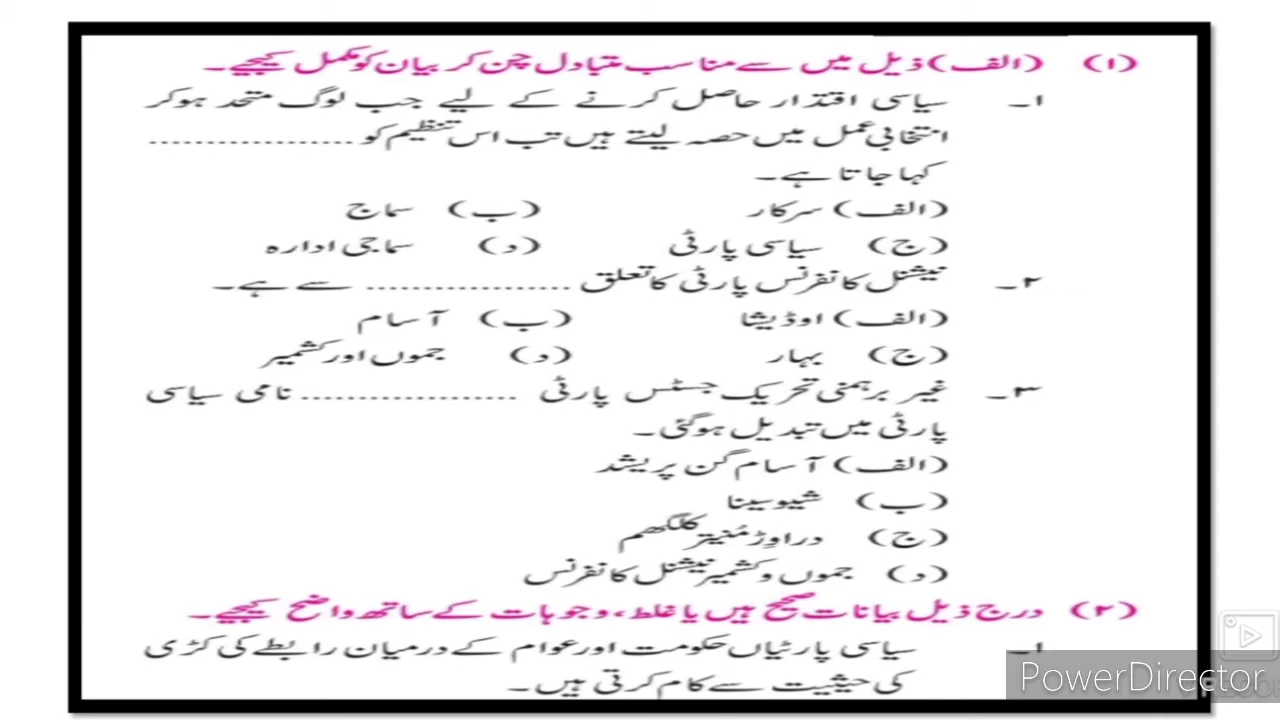 (۱) (الف) ذیل میں سے مناسب متبادل چن کر بیان کو مکمل کیجیے۔
۱۔ سیاسی اقتدار حاصل کرنے کے لیے جب لوگ متحد ہوکر
انتخابی عمل میں حصہ لیتے ہیں تب اس تنظیم کو ..................
کہا جاتا ہے۔
(الف) سرکار (ب) سماج
(ج) سیاسی پارٹی (د) سماجی ادارہ
۲۔ نیشنل کانفرنس پارٹی کا تعلق .................. سے ہے۔
(الف) اوڈیشا (ب) آسام
(ج) بہار (د) جموں اور کشمیر
۳۔ غیر برہمنی تحریک جسٹس پارٹی ................... نامی سیاسی
پارٹی میں تبدیل ہوگئی۔
(الف) آسام گن پریشد
(ب) شیوسینا
(ج) دراوِڑ مُنیتر کلگھم
(د) جموں و کشمیر نیشنل کانفرنس
(۲) درج ذیل بیانات صحیح ہیں یا غلط، وجوہات کے ساتھ واضح کیجیے۔
۱۔ سیاسی پارٹیاں حکومت اور عوام کے درمیان رابطے کی کڑی
کی حیثیت سے کام کرتی ہیں۔
PowerDirector